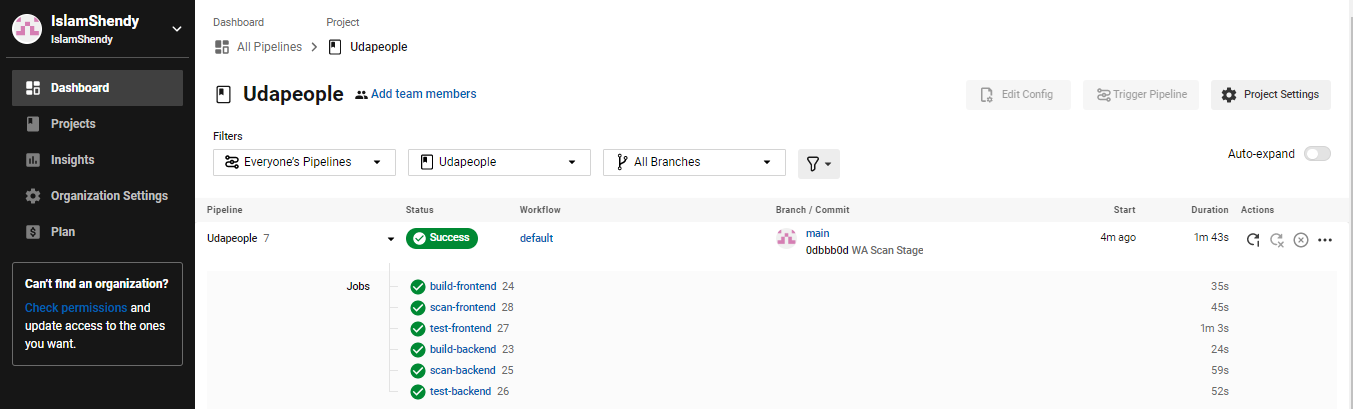 IslamShendy
IslamShendy
Dashboard
Projects
Insights
Organization Settings
Plan
Can't find an organization?
Check permissions and
update access to the ones
you want.
Dashboard Project
All Pipelines Udapeople
Udapeople Add team members
Edit Config Trigger Pipeline Project Settings
Filters
Everyone's Pipelines Udapeople All Branches
Auto-expand
Pipeline Status Workflow Branch / Commit Start Duration Actions
Udapeople 7 Success default main 4m ago 1m 43s
0dbbb0d WA Scan Stage
Jobs build-frontend 24 35s
scan-frontend 28 45s
test-frontend 27 1m 3s
build-backend 23 24s
scan-backend 25 59s
test-backend 26 52s